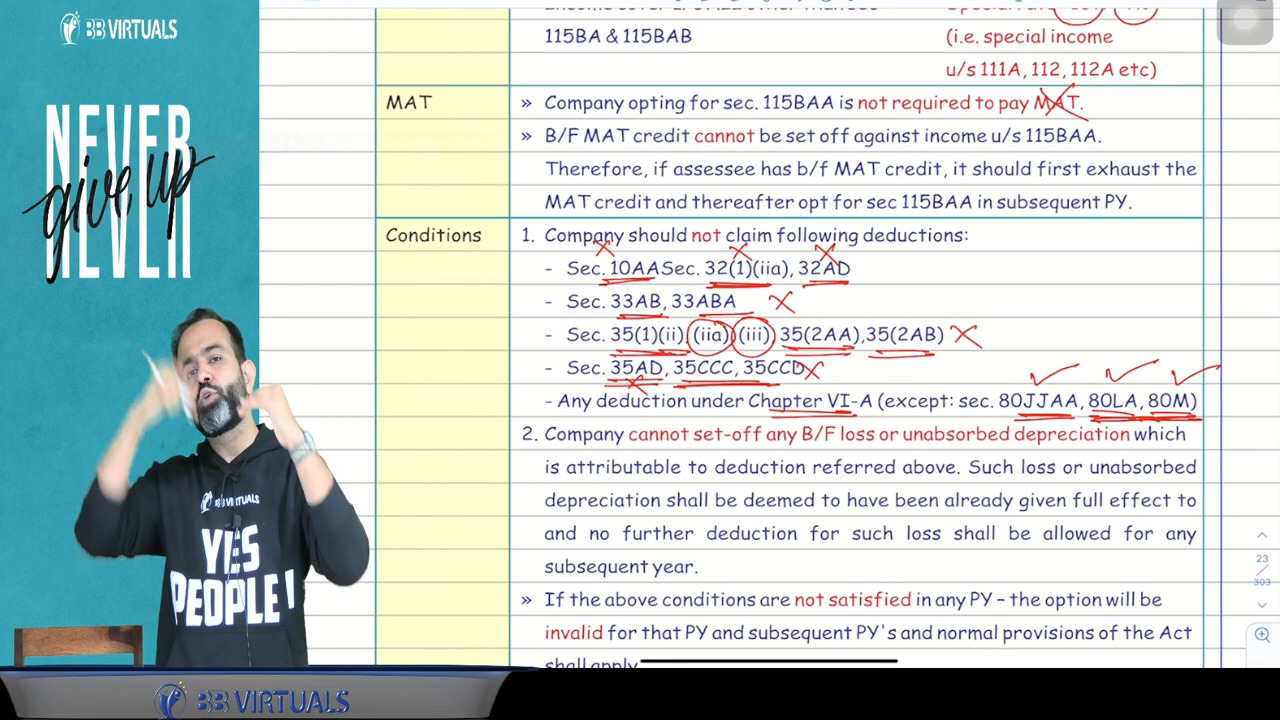 BB VIRTUALS
NEVER
give up
NEVER
BB VIRTUALS
YES
PEOPLE!
BB VIRTUALS
115BA & 115BAB
(i.e. special income
u/s 111A, 112, 112A etc)
MAT
» Company opting for sec. 115BAA is not required to pay MAT.
» B/F MAT credit cannot be set off against income u/s 115BAA.
Therefore, if assessee has b/f MAT credit, it should first exhaust the
MAT credit and thereafter opt for sec 115BAA in subsequent PY.
Conditions
1. Company should not claim following deductions:
- Sec. 10AASec. 32(1)(iia), 32AD
- Sec. 33AB, 33ABA
- Sec. 35(1)(ii) (iia) (iii), 35(2AA),35(2AB)
- Sec. 35AD, 35CCC, 35CCD
- Any deduction under Chapter VI-A (except: sec. 80JJAA, 80LA, 80M)
2. Company cannot set-off any B/F loss or unabsorbed depreciation which
is attributable to deduction referred above. Such loss or unabsorbed
depreciation shall be deemed to have been already given full effect to
and no further deduction for such loss shall be allowed for any
subsequent year.
» If the above conditions are not satisfied in any PY – the option will be
invalid for that PY and subsequent PY's and normal provisions of the Act
shall apply
23
303